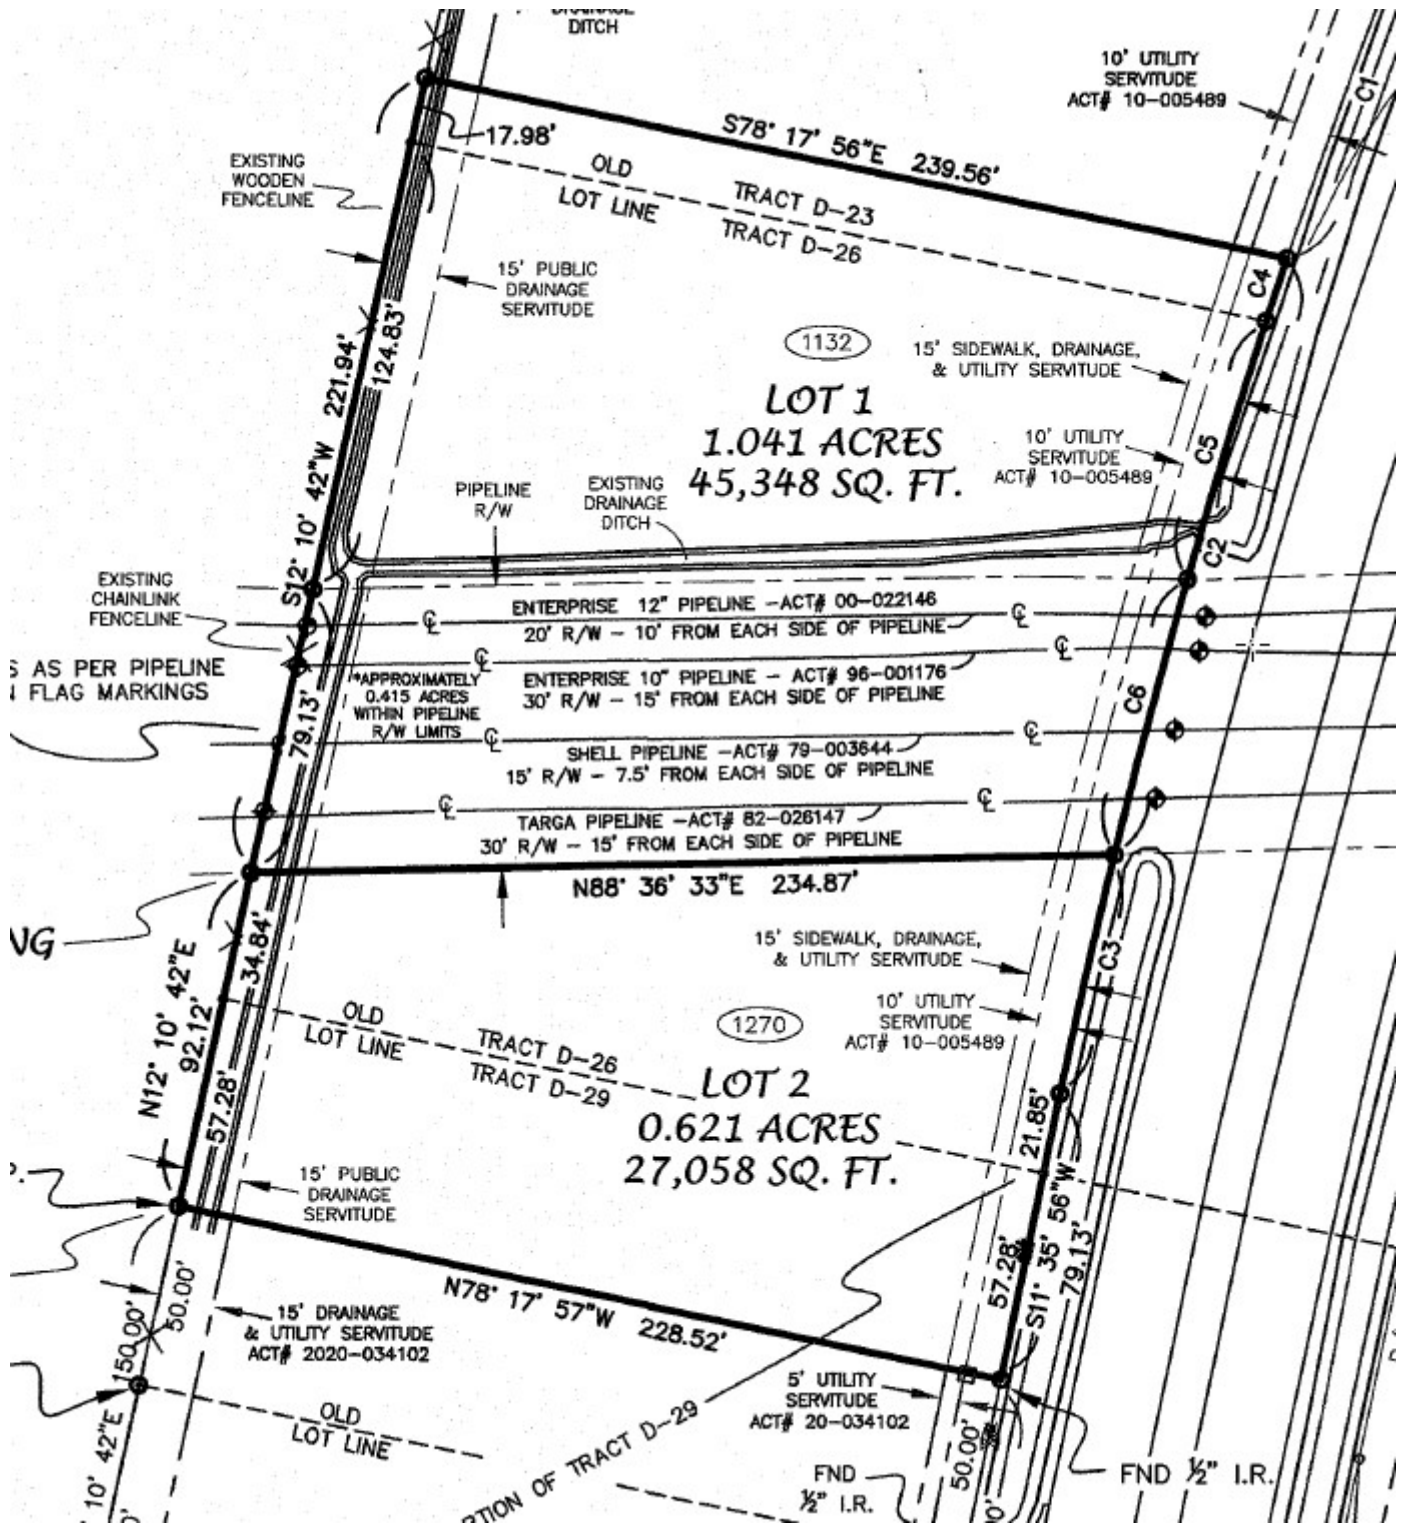 DRAINAGE
DITCH
10' UTILITY
SERVITUDE
ACT# 10-005489
C1
17.98'
S78° 17' 56"E 239.56'
EXISTING
WOODEN
FENCELINE
OLD
LOT LINE
TRACT D-23
TRACT D-26
15' PUBLIC
DRAINAGE
SERVITUDE
C4
1132
15' SIDEWALK, DRAINAGE,
& UTILITY SERVITUDE
S12° 10' 42"W 221.94'
124.83'
LOT 1
1.041 ACRES
45,348 SQ. FT.
10' UTILITY
SERVITUDE
ACT# 10-005489
C5
PIPELINE
R/W
EXISTING
DRAINAGE
DITCH
C2
EXISTING
CHAINLINK
FENCELINE
ENTERPRISE 12" PIPELINE -ACT# 00-022146
20' R/W - 10' FROM EACH SIDE OF PIPELINE
S AS PER PIPELINE
N FLAG MARKINGS
*APPROXIMATELY
0.415 ACRES
WITHIN PIPELINE
R/W LIMITS
ENTERPRISE 10" PIPELINE - ACT# 96-001176
30' R/W - 15' FROM EACH SIDE OF PIPELINE
C6
79.13'
SHELL PIPELINE -ACT# 79-003644
15' R/W - 7.5' FROM EACH SIDE OF PIPELINE
TARGA PIPELINE -ACT# 82-026147
30' R/W - 15' FROM EACH SIDE OF PIPELINE
N88° 36' 33"E 234.87'
NG
N12° 10' 42"E
92.12'
34.84'
15' SIDEWALK, DRAINAGE,
& UTILITY SERVITUDE
C3
10' UTILITY
SERVITUDE
ACT# 10-005489
1270
OLD
LOT LINE
TRACT D-26
TRACT D-29
LOT 2
0.621 ACRES
27,058 SQ. FT.
57.28'
21.85'
P.
15' PUBLIC
DRAINAGE
SERVITUDE
57.28'
S11° 35' 56"W
79.13'
N78° 17' 57"W 228.52'
50.00'
150.00'
15' DRAINAGE
& UTILITY SERVITUDE
ACT# 2020-034102
5' UTILITY
SERVITUDE
ACT# 20-034102
OLD
LOT LINE
RTION OF TRACT D-29
50.00'
FND
½" I.R.
FND ½" I.R.
10' 42"E